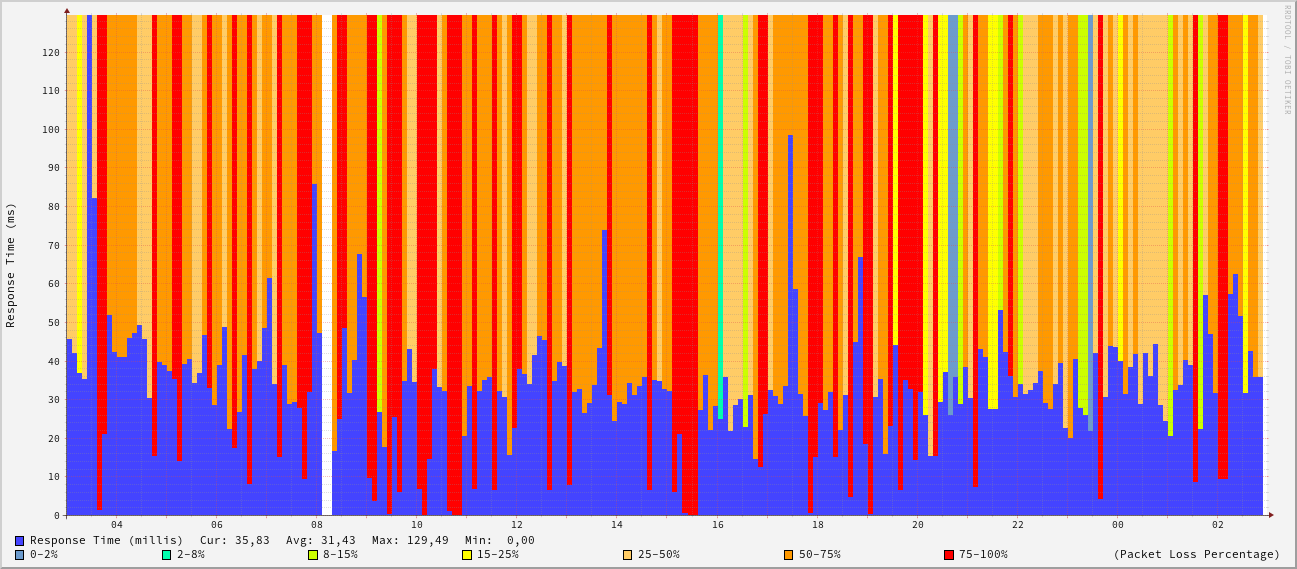 RRDTOOL / TOBI OETIKER
Response Time (ms)
120
110
100
90
80
70
60
50
40
30
20
10
0
04 06 08 10 12 14 16 18 20 22 00 02
Response Time (millis) Cur: 35,83 Avg: 31,43 Max: 129,49 Min: 0,00
0-2% 2-8% 8-15% 15-25% 25-50% 50-75% 75-100% (Packet Loss Percentage)